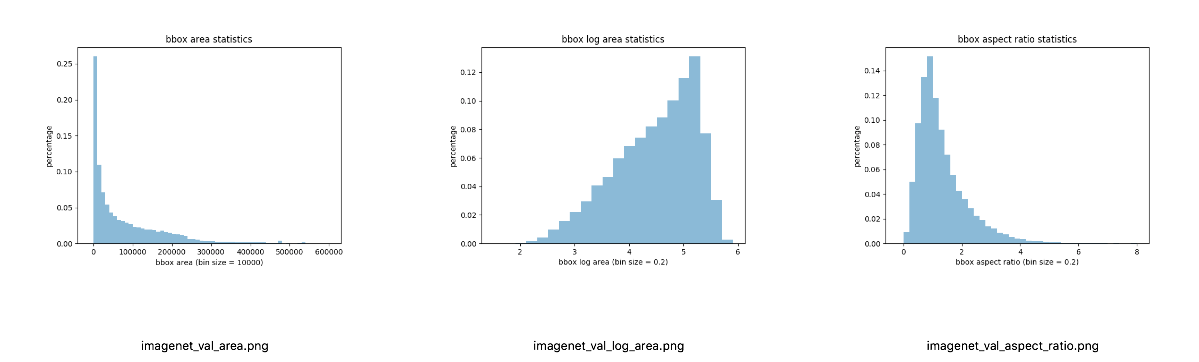 bbox area statistics
percentage
0.25
0.20
0.15
0.10
0.05
0.00
0 100000 200000 300000 400000 500000 600000
bbox area (bin size = 10000)
imagenet_val_area.png
bbox log area statistics
percentage
0.12
0.10
0.08
0.06
0.04
0.02
0.00
2 3 4 5 6
bbox log area (bin size = 0.2)
imagenet_val_log_area.png
bbox aspect ratio statistics
percentage
0.14
0.12
0.10
0.08
0.06
0.04
0.02
0.00
0 2 4 6 8
bbox aspect ratio (bin size = 0.2)
imagenet_val_aspect_ratio.png